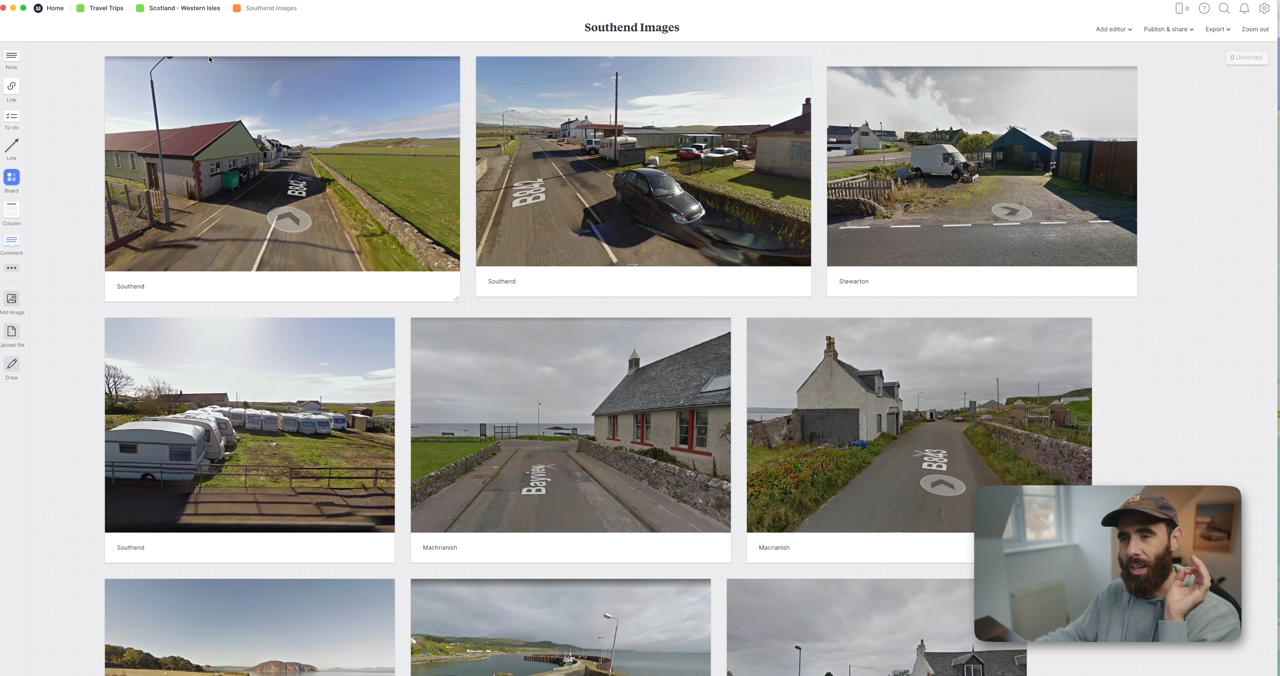 Home
Travel Trips
Scotland - Western Isles
Southend Images
0
Southend Images
Add editor
Publish & share
Export
Zoom out
0 Unsorted
Note
Link
To-do
Line
Board
Column
Comment
Add image
Upload file
Draw
B842
Southend
B842
Southend
Stewarton
Southend
Bayview
Machrianish
B843
Macrianish